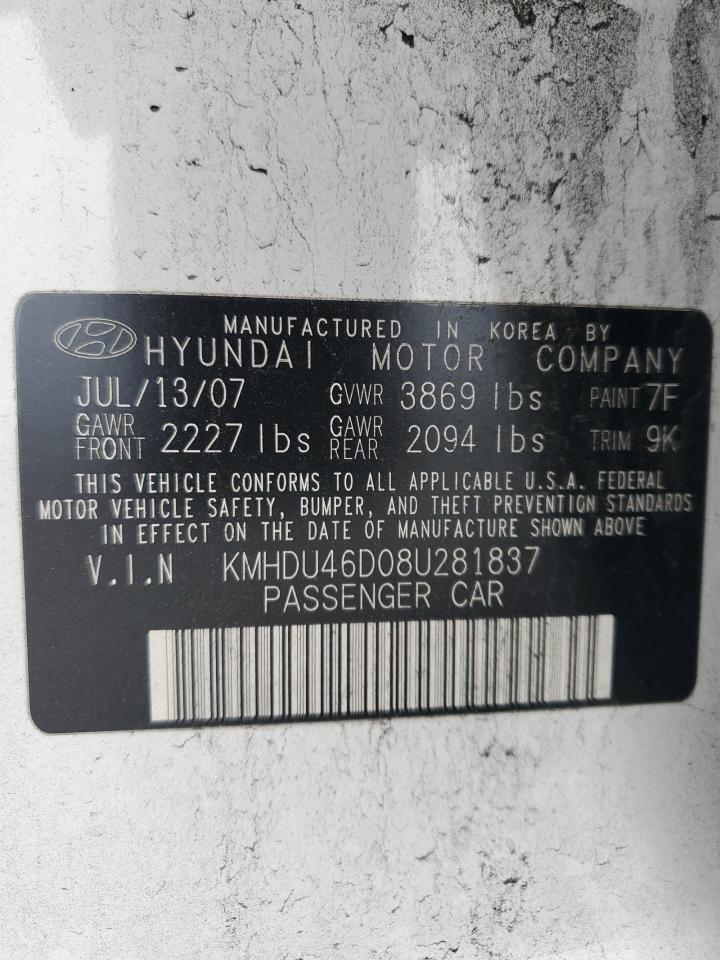 MANUFACTURED IN KOREA BY
HYUNDAI MOTOR COMPANY
JUL/13/07 GVWR 3869 lbs PAINT 7F
GAWR FRONT 2227 lbs GAWR REAR 2094 lbs TRIM 9K
THIS VEHICLE CONFORMS TO ALL APPLICABLE U.S.A. FEDERAL
MOTOR VEHICLE SAFETY, BUMPER, AND THEFT PREVENTION STANDARDS
IN EFFECT ON THE DATE OF MANUFACTURE SHOWN ABOVE
V.I.N KMHDU46D08U281837
PASSENGER CAR